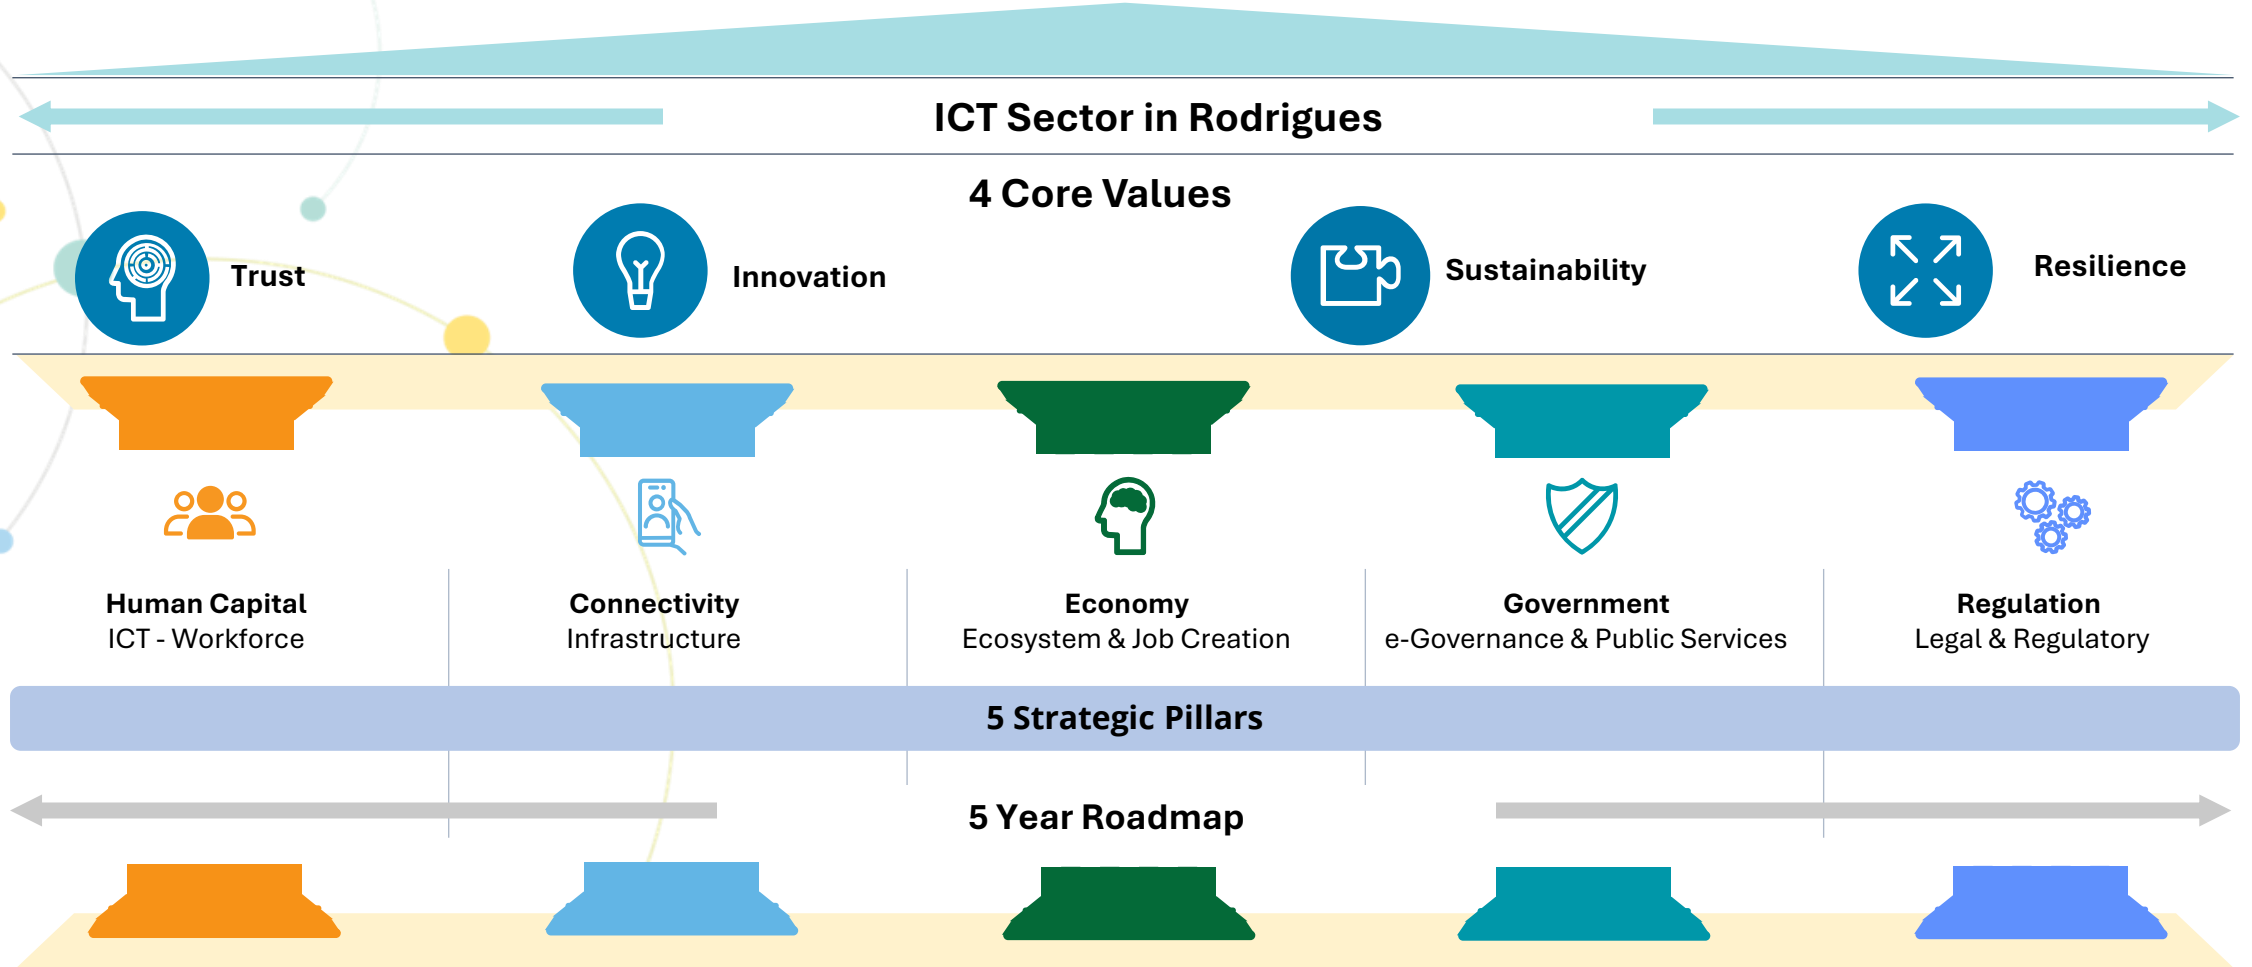 ICT Sector in Rodrigues
4 Core Values
Trust
Innovation
Sustainability
Resilience
Human Capital
ICT - Workforce
Connectivity
Infrastructure
Economy
Ecosystem & Job Creation
Government
e-Governance & Public Services
Regulation
Legal & Regulatory
5 Strategic Pillars
5 Year Roadmap